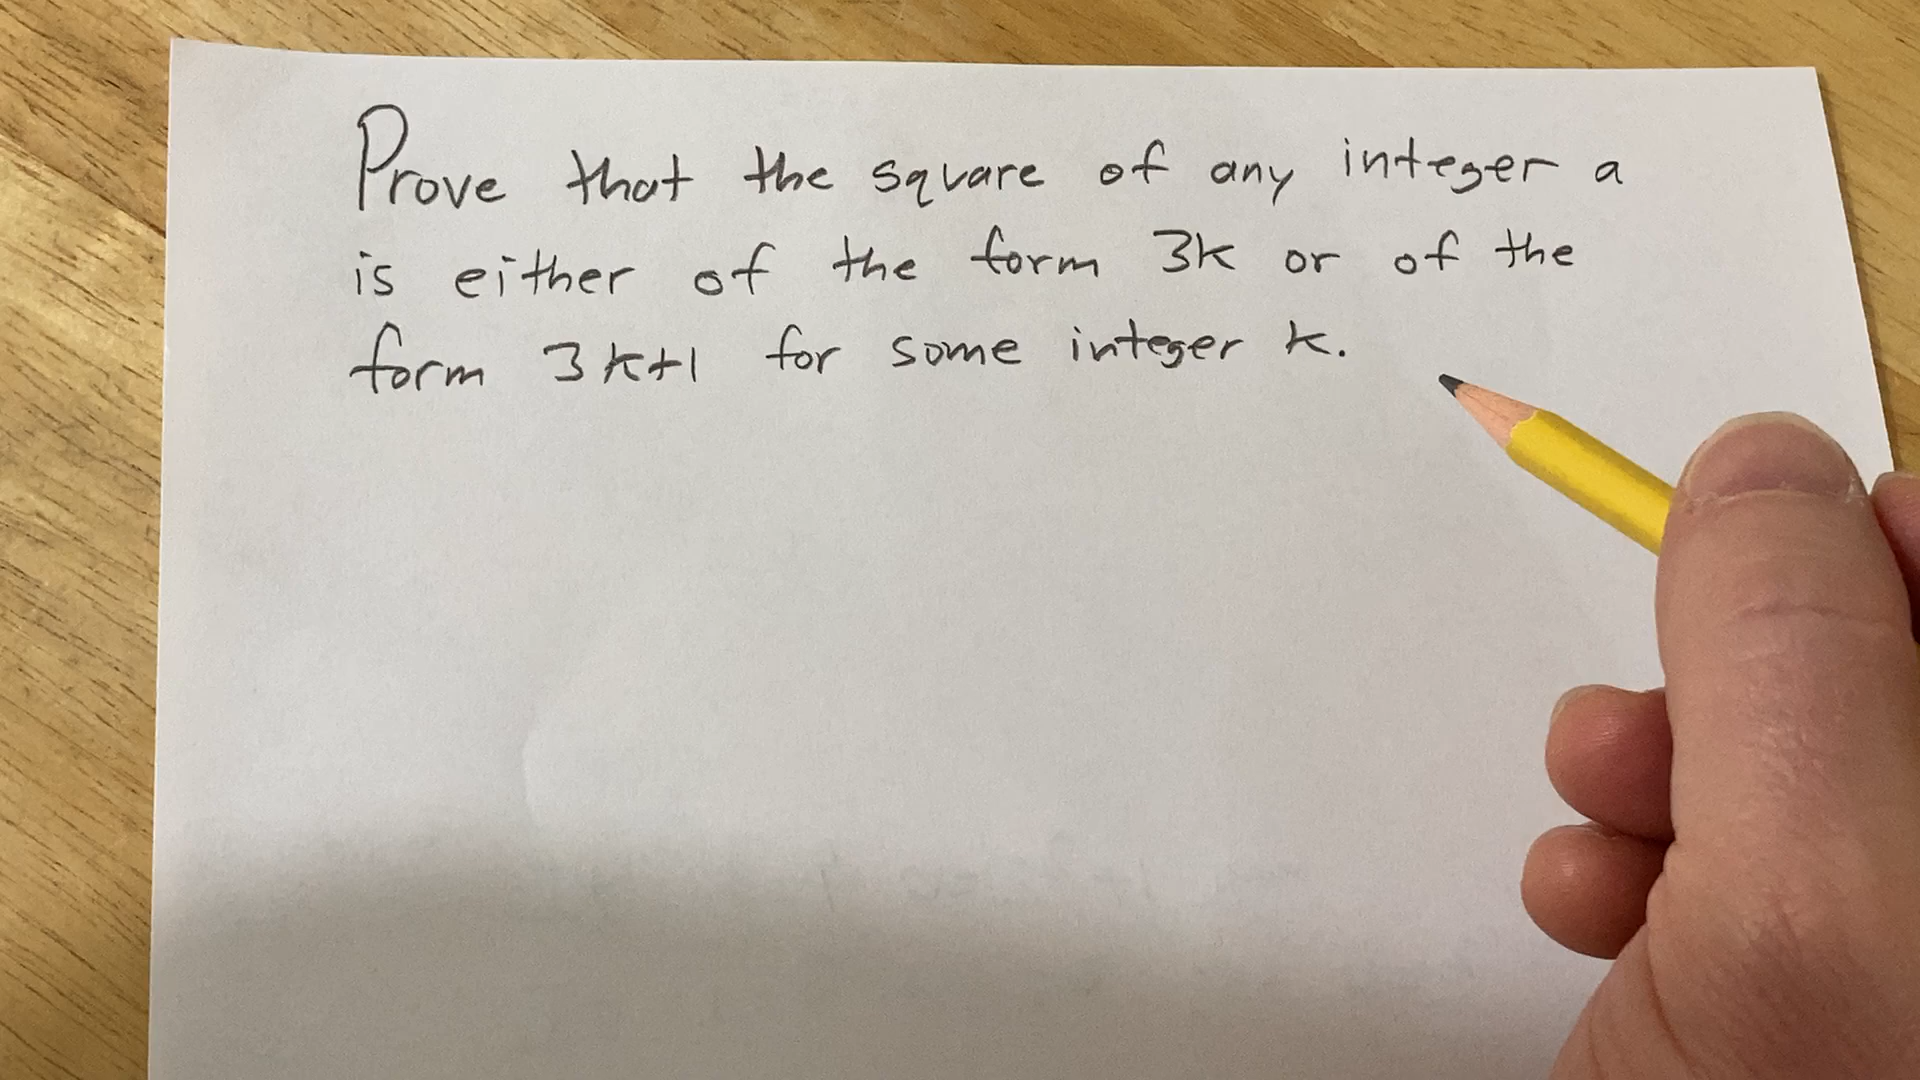 Prove that the square of any integer a
is either of the form 3k or of the
form 3k+1 for some integer k.